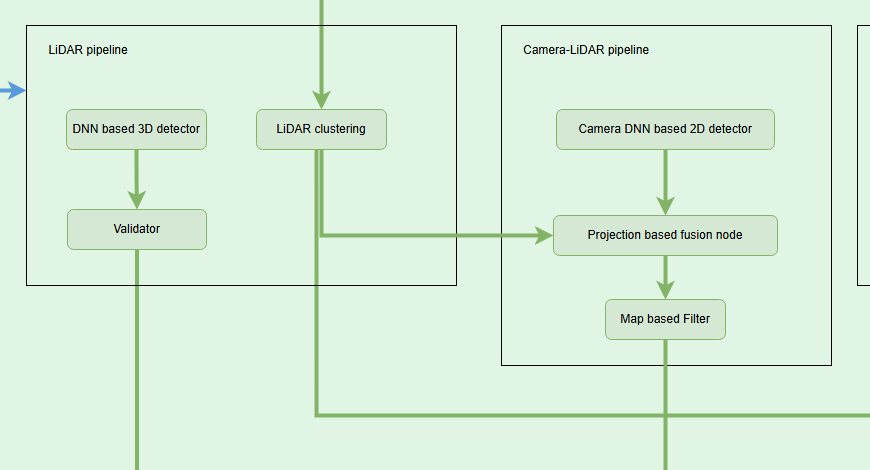 LiDAR pipeline
DNN based 3D detector
LiDAR clustering
Validator
Camera-LiDAR pipeline
Camera DNN based 2D detector
Projection based fusion node
Map based Filter